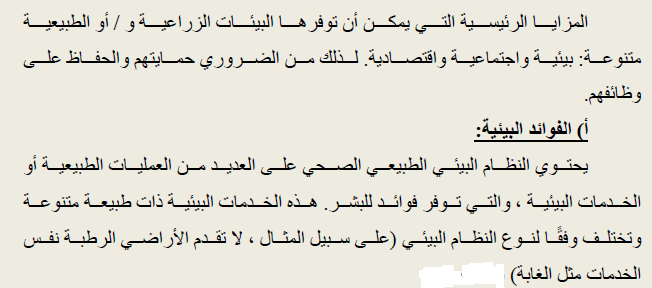 المزايا الرئيسية التي يمكن أن توفرها البيئات الزراعية و / أو الطبيعية
متنوعة: بيئية واجتماعية واقتصادية. لذلك من الضروري حمايتهم والحفاظ على
وظائفهم.
أ) الفوائد البيئية:
يحتوي النظام البيئي الطبيعي الصحي على العديد من العمليات الطبيعية أو
الخدمات البيئية ، والتي توفر فوائد للبشر. هذه الخدمات البيئية ذات طبيعة متنوعة
وتختلف وفقًا لنوع النظام البيئي (على سبيل المثال ، لا تقدم الأراضي الرطبة نفس
الخدمات مثل الغابة)